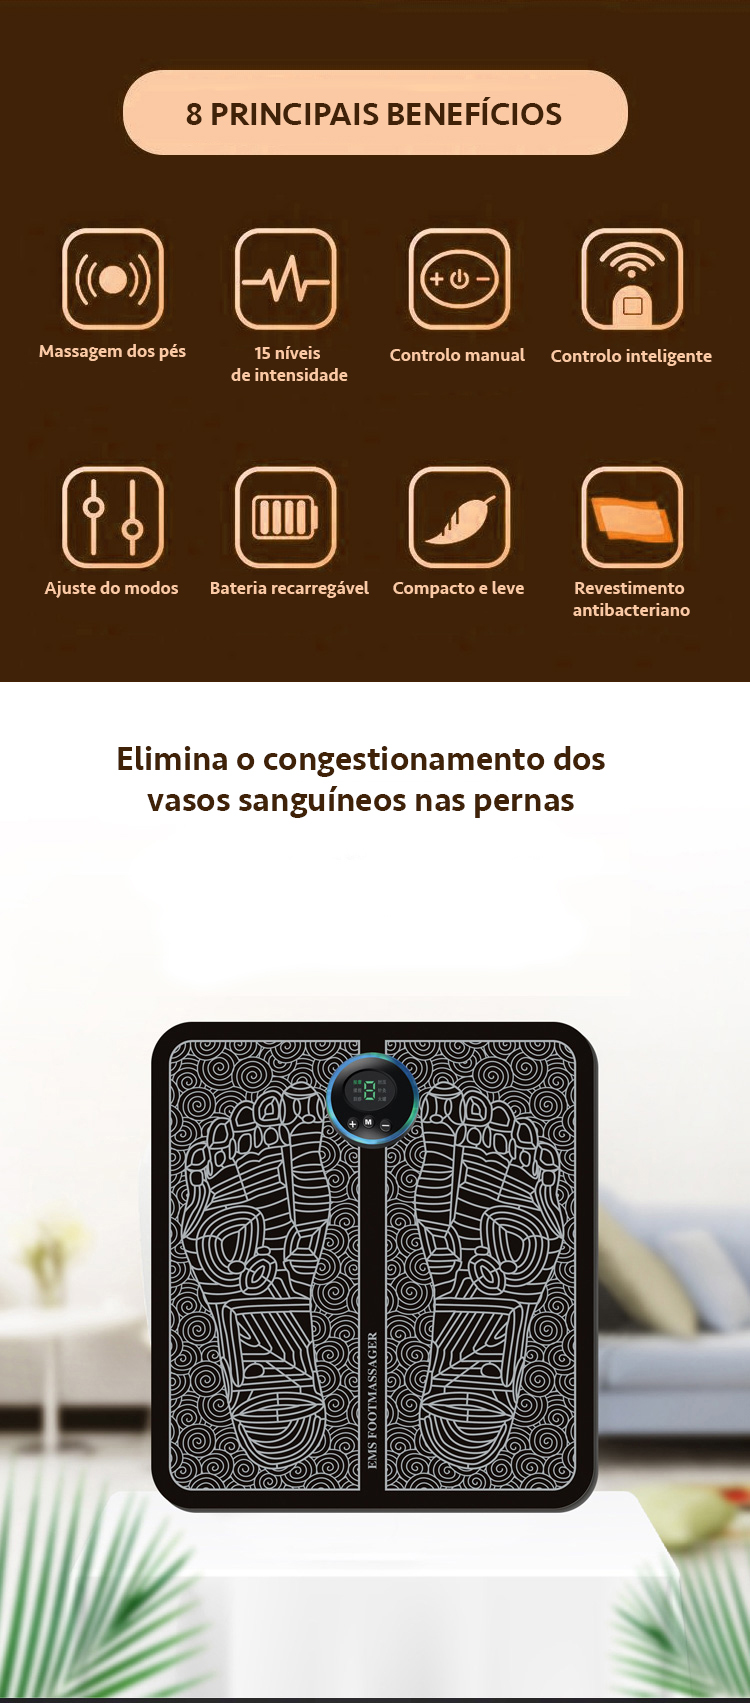 8 PRINCIPAIS BENEFÍCIOS
Massagem dos pés
15 níveis
de intensidade
Controlo manual
Controlo inteligente
Ajuste do modos
Bateria recarregável
Compacto e leve
Revestimento
antibacteriano
Elimina o congestionamento dos
vasos sanguíneos nas pernas
8
+ M −
EMS FOOTMASSAGER